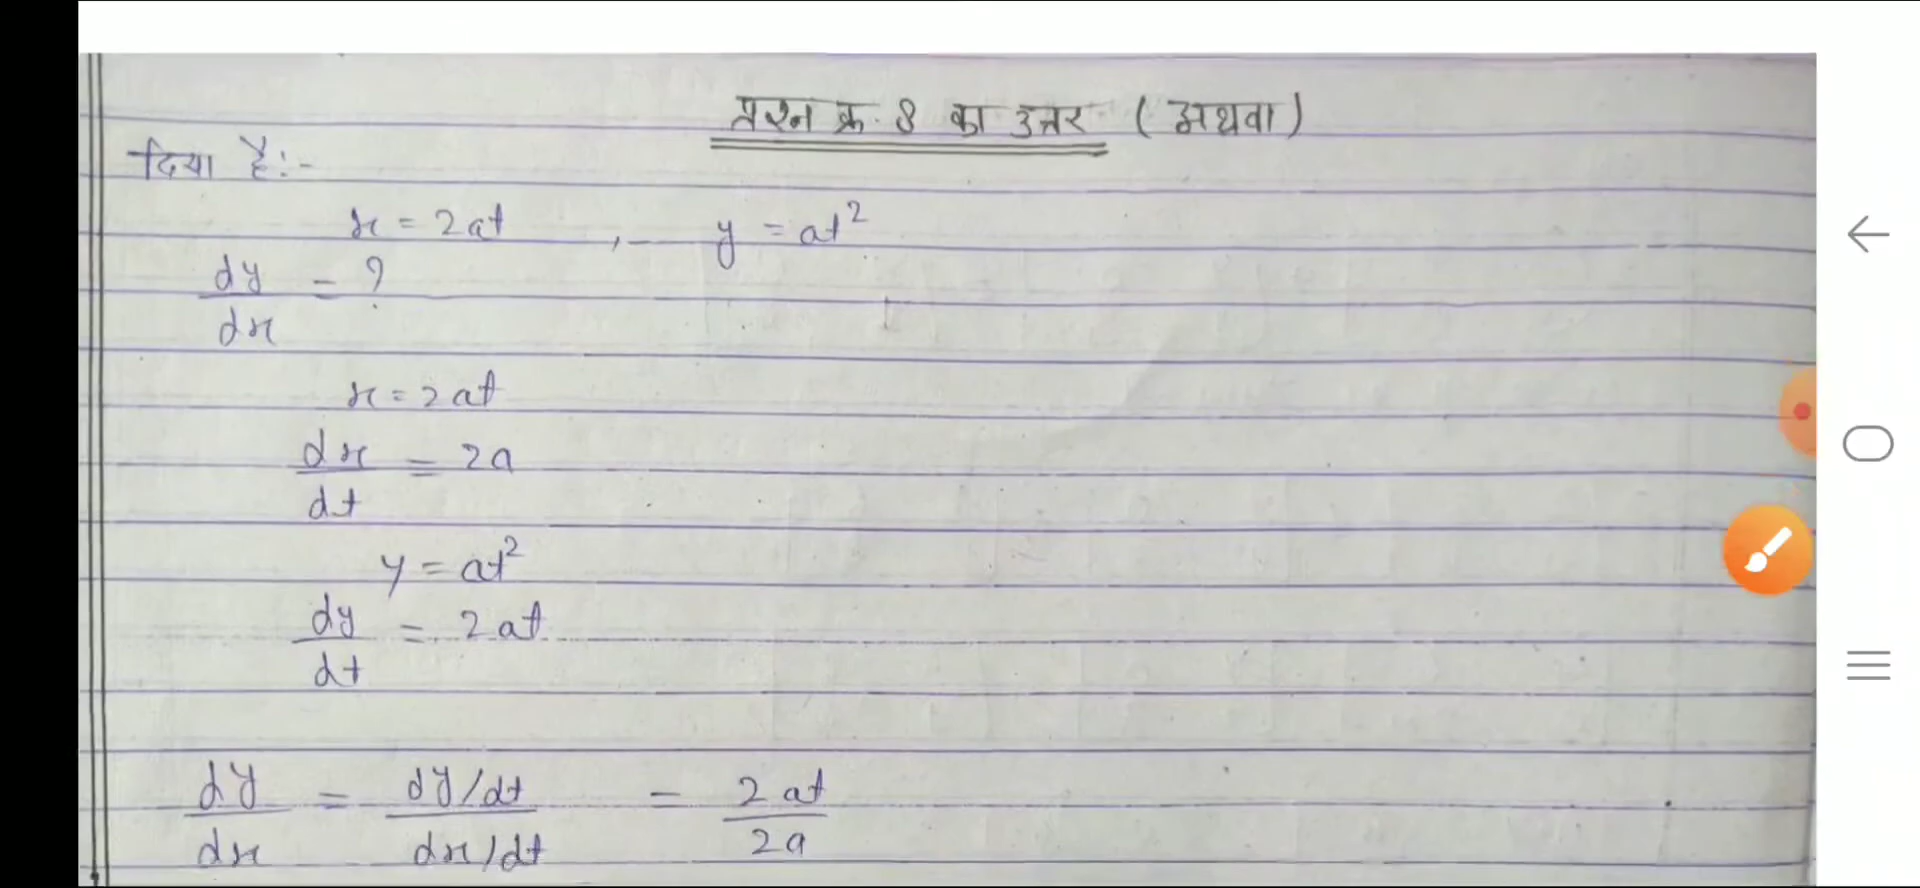 प्रश्न क्र. 8 का उत्तर (अथवा)
दिया है:-
x = 2at , y = at²
dy/dx = ?
x = 2at
dx/dt = 2a
y = at²
dy/dt = 2at
dy/dx = (dy/dt)/(dx/dt) = 2at/2a